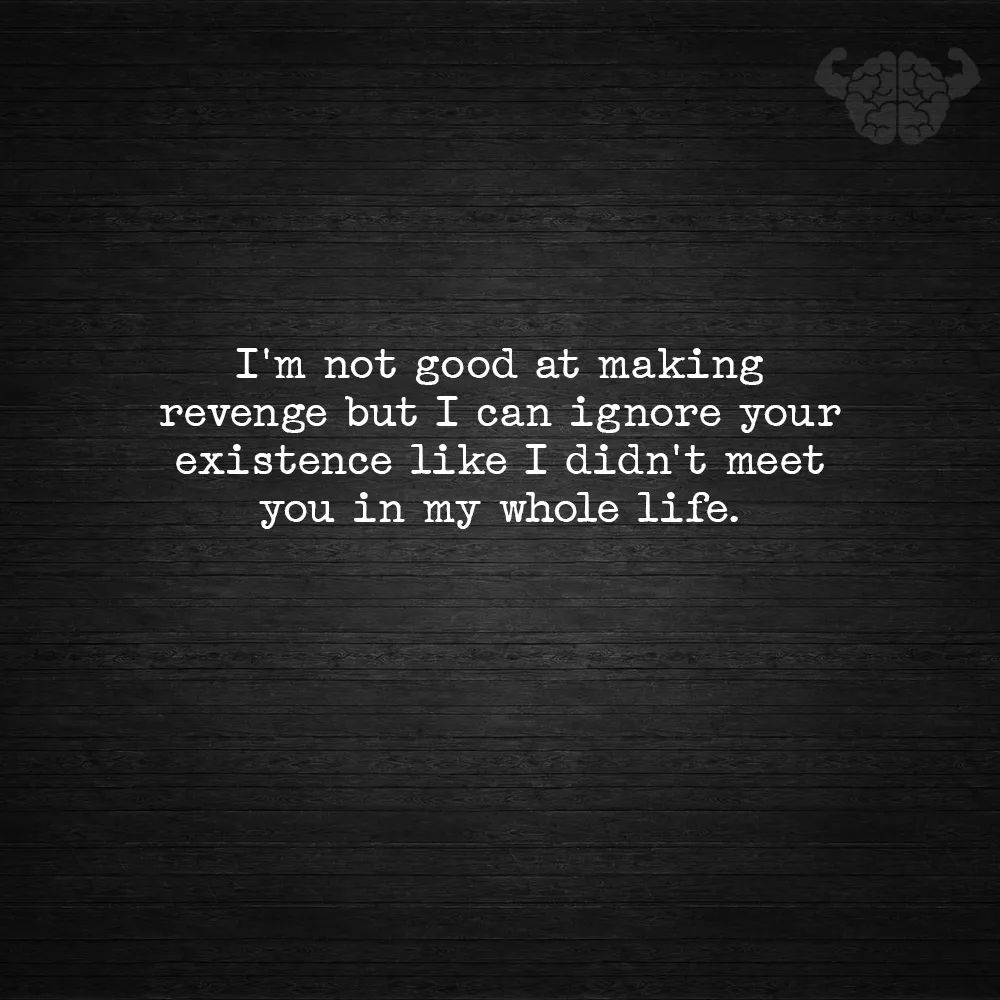 I'm not good at making
revenge but I can ignore your
existence like I didn't meet
you in my whole life.